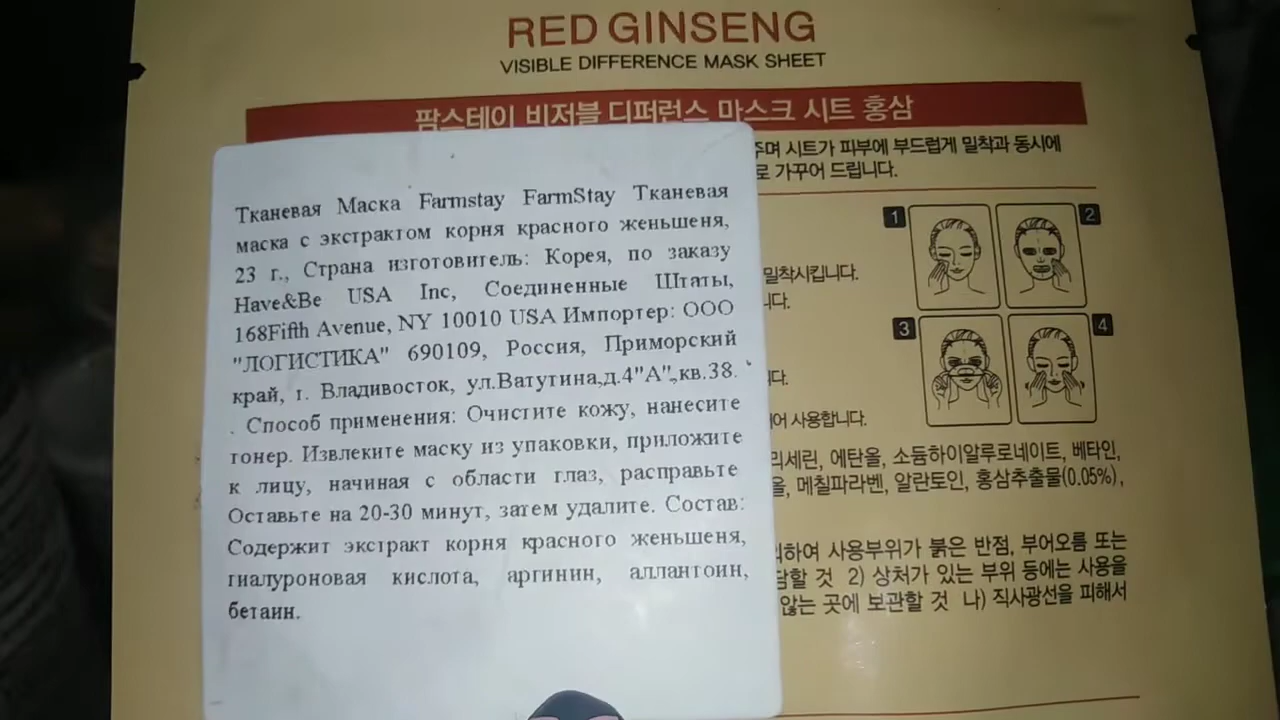 RED GINSENG
VISIBLE DIFFERENCE MASK SHEET
팜스테이 비저블 디퍼런스 마스크 시트 홍삼
주며 시트가 피부에 부드럽게 밀착과 동시에
로 가꾸어 드립니다.
Тканевая Маска Farmstay FarmStay Тканевая
маска с экстрактом корня красного женьшеня,
23 г., Страна изготовитель: Корея, по заказу
Have&Be USA Inc, Соединенные Штаты,
168Fifth Avenue, NY 10010 USA Импортер: ООО
"ЛОГИСТИКА" 690109, Россия, Приморский
край, г. Владивосток, ул.Ватутина,д.4"А",кв.38.
. Способ применения: Очистите кожу, нанесите
тонер. Извлеките маску из упаковки, приложите
к лицу, начиная с области глаз, расправьте
Оставьте на 20-30 минут, затем удалите. Состав:
Содержит экстракт корня красного женьшеня,
гиалуроновая кислота, аргинин, аллантоин,
бетаин.
1
2
3
4
밀착시킵니다.
사용합니다.
에탄올, 소듐하이알루로네이트, 베타인,
메칠파라벤, 알란토인, 홍삼추출물(0.05%),
사용부위가 붉은 반점, 부어오름 또는
할 것 2) 상처가 있는 부위 등에는 사용을
않는 곳에 보관할 것 나) 직사광선을 피해서